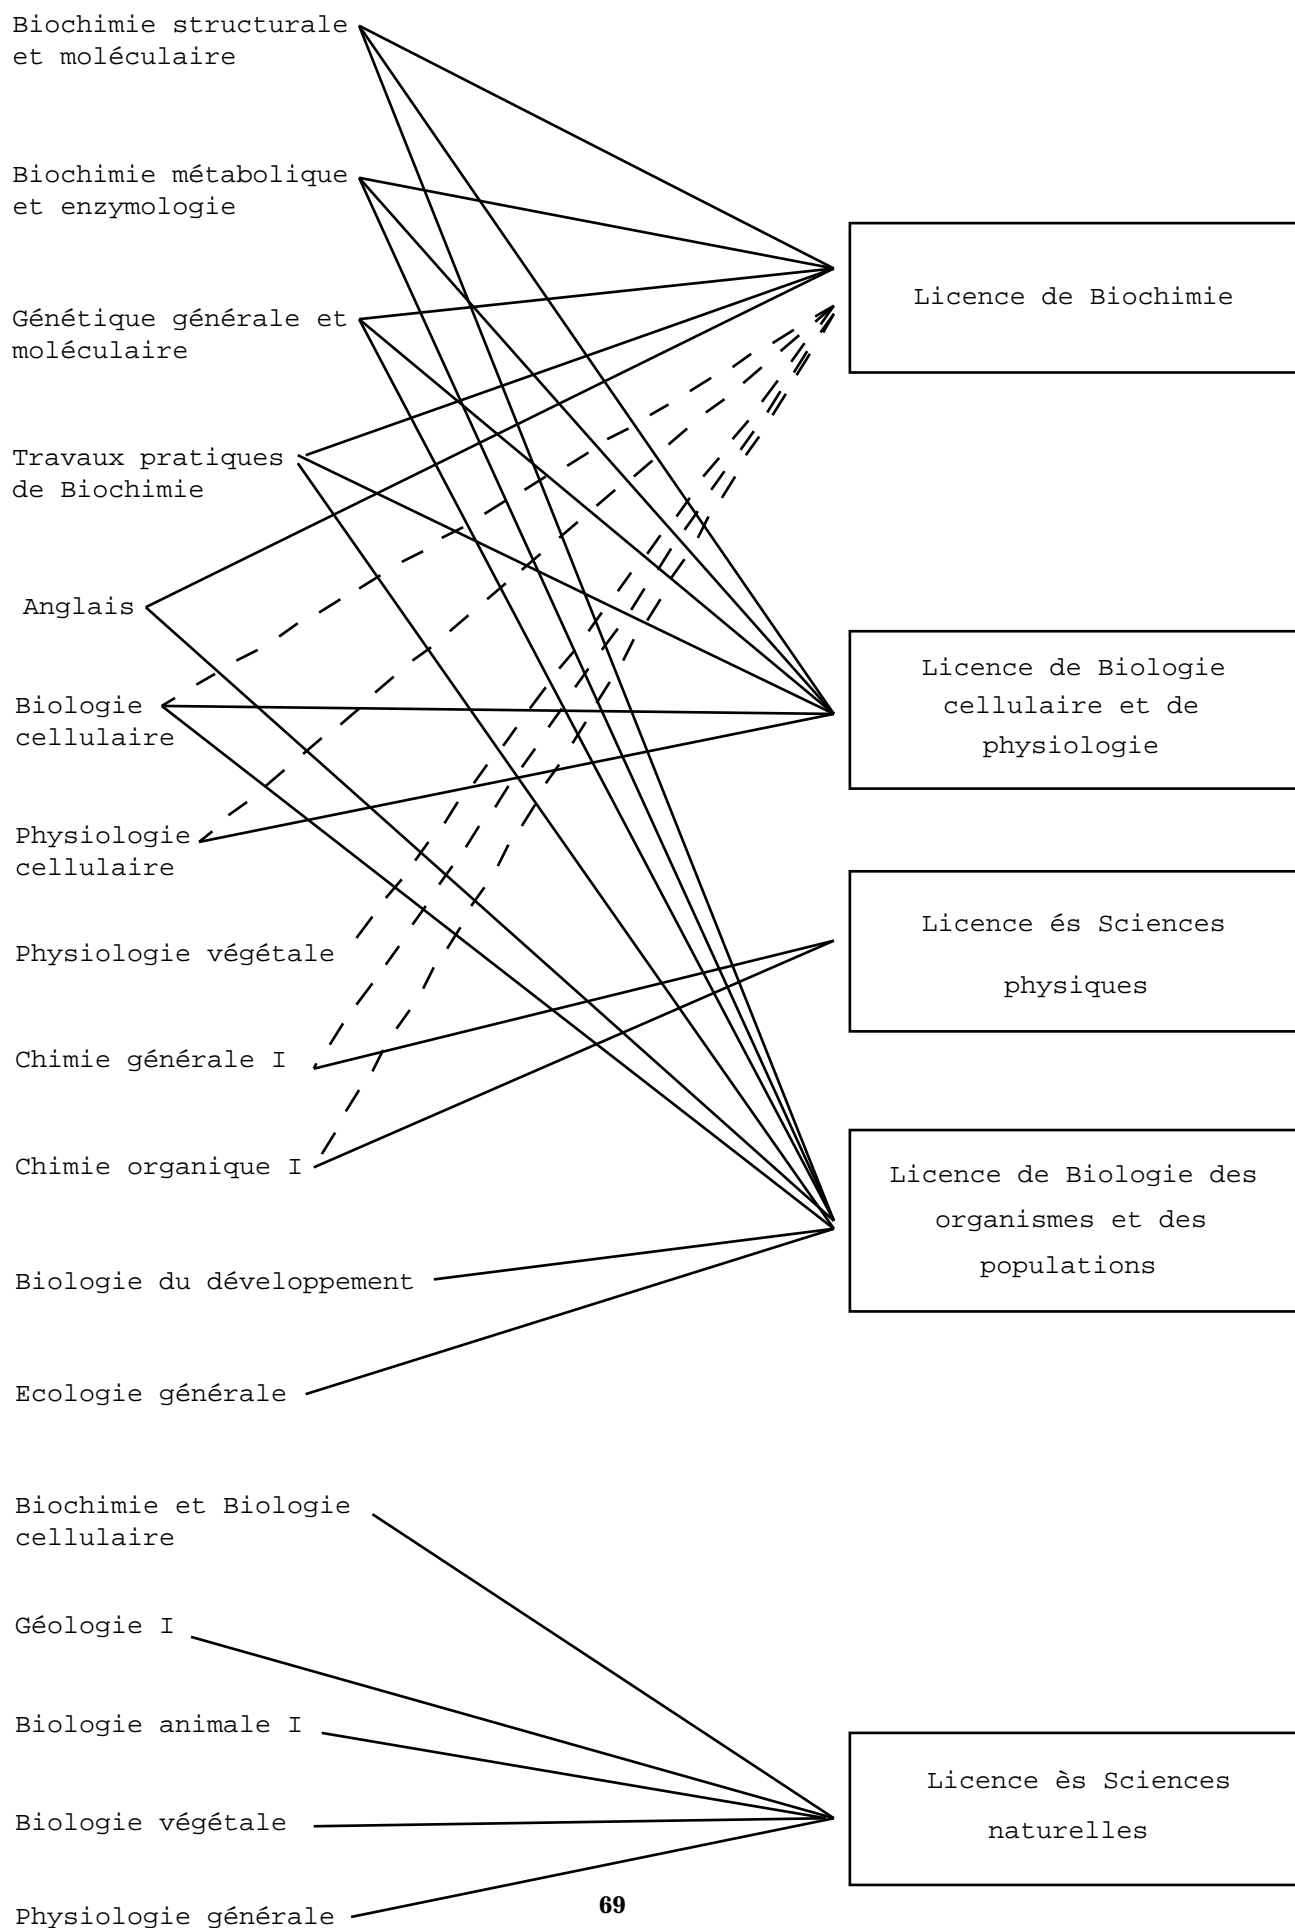 Biochimie structurale
et moléculaire
Biochimie métabolique
et enzymologie
Génétique générale et
moléculaire
Travaux pratiques
de Biochimie
Anglais
Biologie
cellulaire
Physiologie
cellulaire
Physiologie végétale
Chimie générale I
Chimie organique I
Biologie du développement
Ecologie générale
Biochimie et Biologie
cellulaire
Géologie I
Biologie animale I
Biologie végétale
Physiologie générale
Licence de Biochimie
Licence de Biologie
cellulaire et de
physiologie
Licence és Sciences
physiques
Licence de Biologie des
organismes et des
populations
Licence ès Sciences
naturelles
69